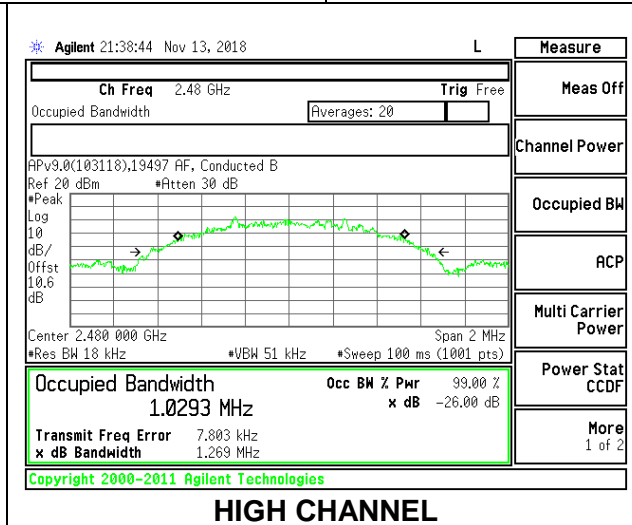 Agilent 21:38:44 Nov 13, 2018 L
Measure
Ch Freq 2.48 GHz Trig Free
Meas Off
Occupied Bandwidth Averages: 20
Channel Power
APv9.0(103118),19497 AF, Conducted B
Ref 20 dBm #Atten 30 dB
#Peak
Log
10
dB/
Offst
10.6
dB
Occupied BW
ACP
Multi Carrier
Power
Center 2.480 000 GHz Span 2 MHz
#Res BW 18 kHz #VBW 51 kHz #Sweep 100 ms (1001 pts)
Power Stat
CCDF
Occupied Bandwidth Occ BW % Pwr 99.00 %
1.0293 MHz x dB -26.00 dB
Transmit Freq Error 7.803 kHz
x dB Bandwidth 1.269 MHz
More
1 of 2
Copyright 2000-2011 Agilent Technologies
HIGH CHANNEL